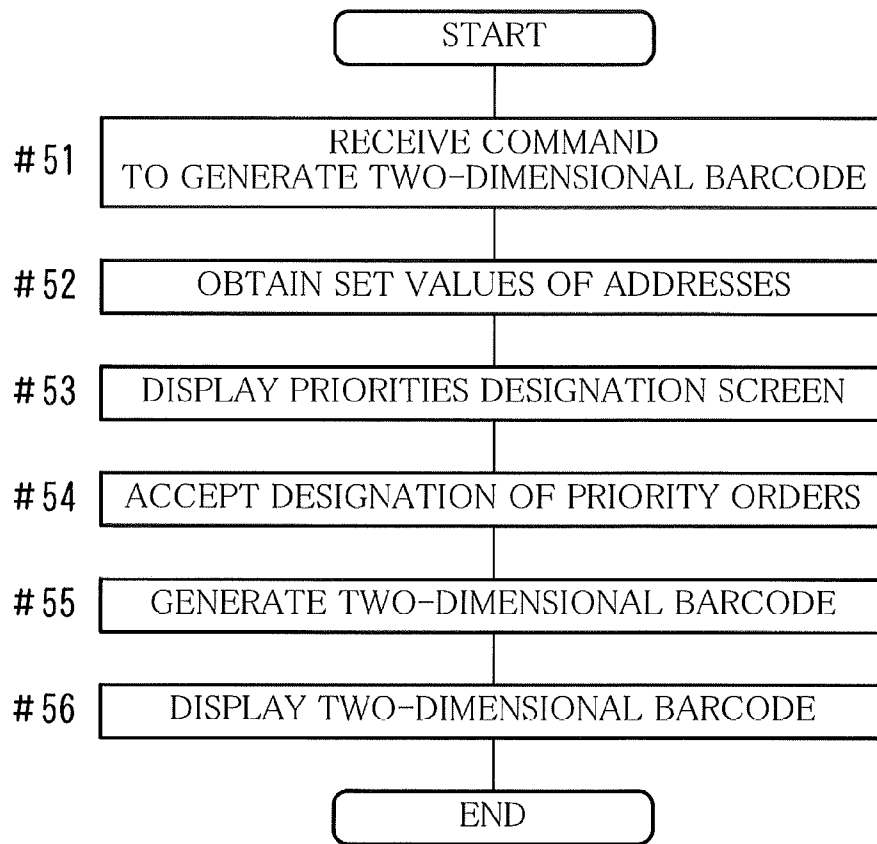 START
#51
RECEIVE COMMAND
TO GENERATE TWO-DIMENSIONAL BARCODE
#52
OBTAIN SET VALUES OF ADDRESSES
#53
DISPLAY PRIORITIES DESIGNATION SCREEN
#54
ACCEPT DESIGNATION OF PRIORITY ORDERS
#55
GENERATE TWO-DIMENSIONAL BARCODE
#56
DISPLAY TWO-DIMENSIONAL BARCODE
END